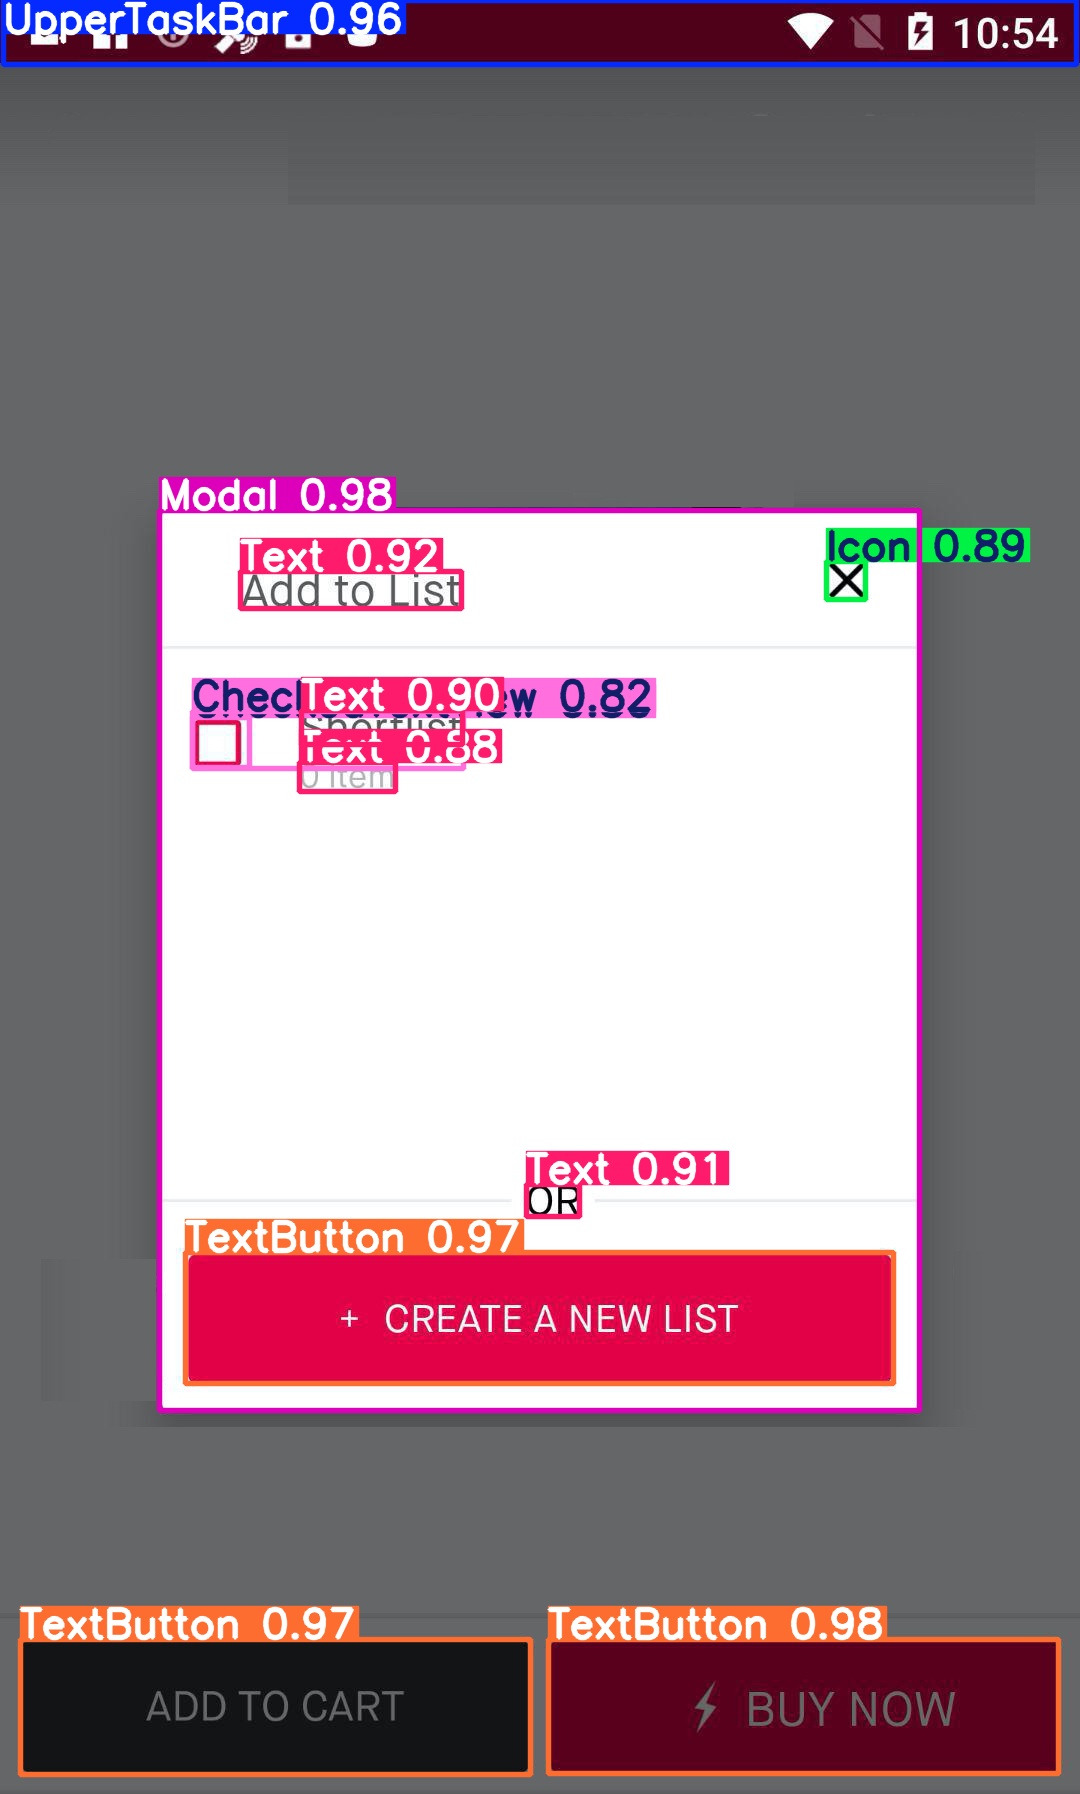 UpperTaskBar 0.96
10:54
Modal 0.98
Text 0.92
Icon 0.89
Add to List
Text 0.90
0.82
Shortlist
Text 0.88
0 Item
Text 0.91
OR
TextButton 0.97
+ CREATE A NEW LIST
TextButton 0.97
TextButton 0.98
ADD TO CART
BUY NOW